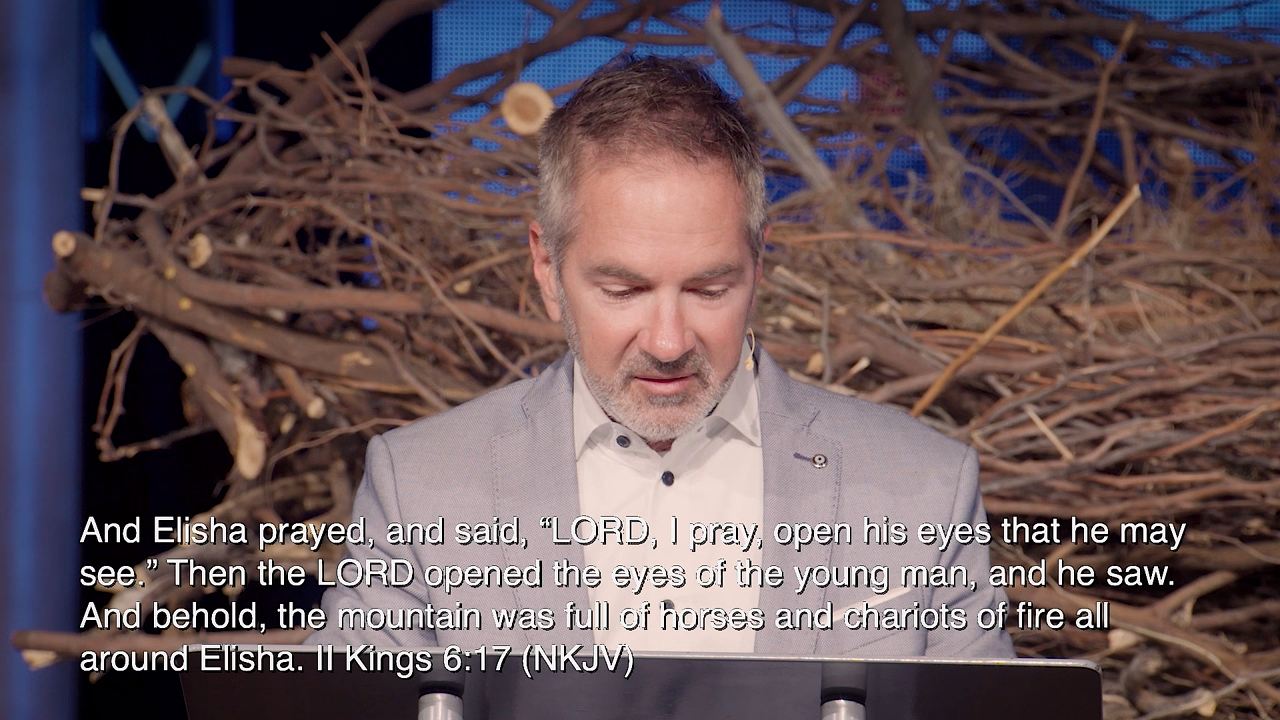 And Elisha prayed, and said, “LORD, I pray, open his eyes that he may
see.” Then the LORD opened the eyes of the young man, and he saw.
And behold, the mountain was full of horses and chariots of fire all
around Elisha. II Kings 6:17 (NKJV)